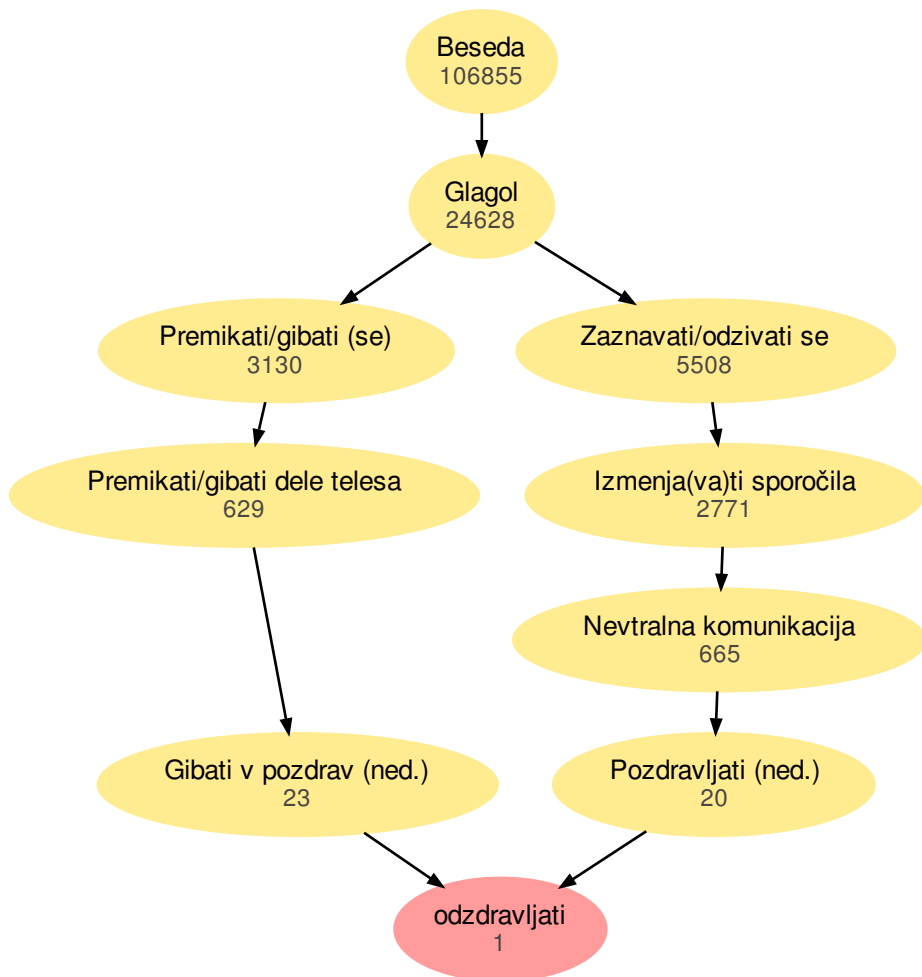 Beseda
106855
Glagol
24628
Premikati/gibati (se)
3130
Zaznavati/odzivati se
5508
Premikati/gibati dele telesa
629
Izmenja(va)ti sporočila
2771
Nevtralna komunikacija
665
Gibati v pozdrav (ned.)
23
Pozdravljati (ned.)
20
odzdravljati
1